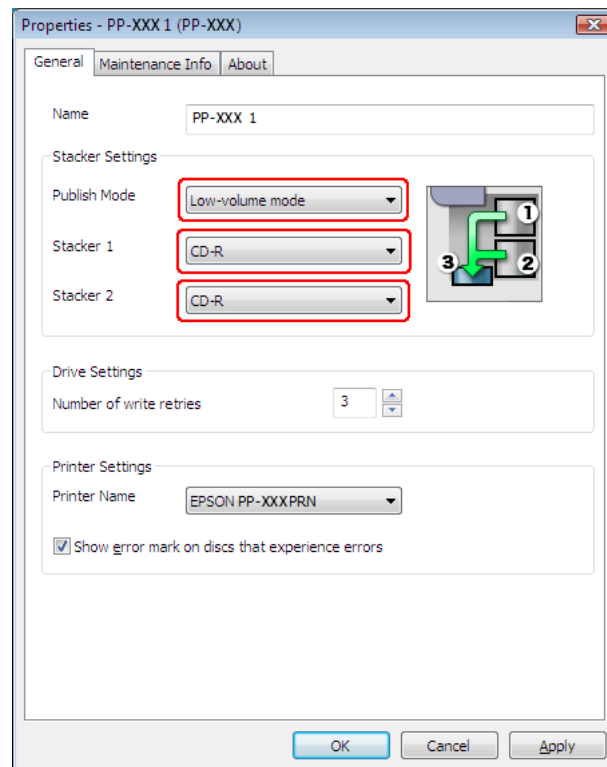 Properties - PP-XXX 1 (PP-XXX)
General Maintenance Info About
Name PP-XXX 1
Stacker Settings
Publish Mode Low-volume mode
Stacker 1 CD-R
Stacker 2 CD-R
1
3 2
Drive Settings
Number of write retries 3
Printer Settings
Printer Name EPSON PP-XXXPRN
Show error mark on discs that experience errors
OK Cancel Apply